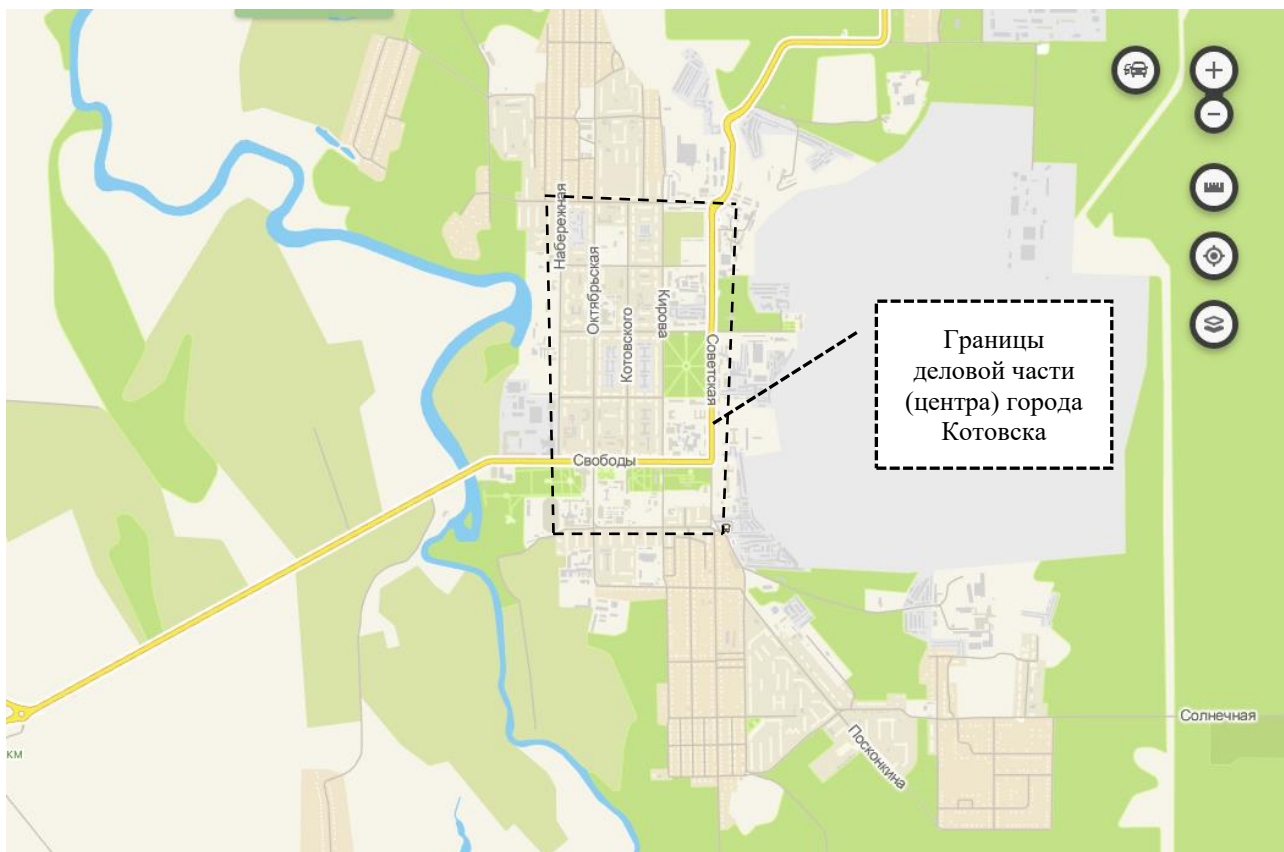 Набережная
Октябрьская
Котовского
Кирова
Советская
Границы
деловой части
(центра) города
Котовска
Свободы
Солнечная
Посконкина
км